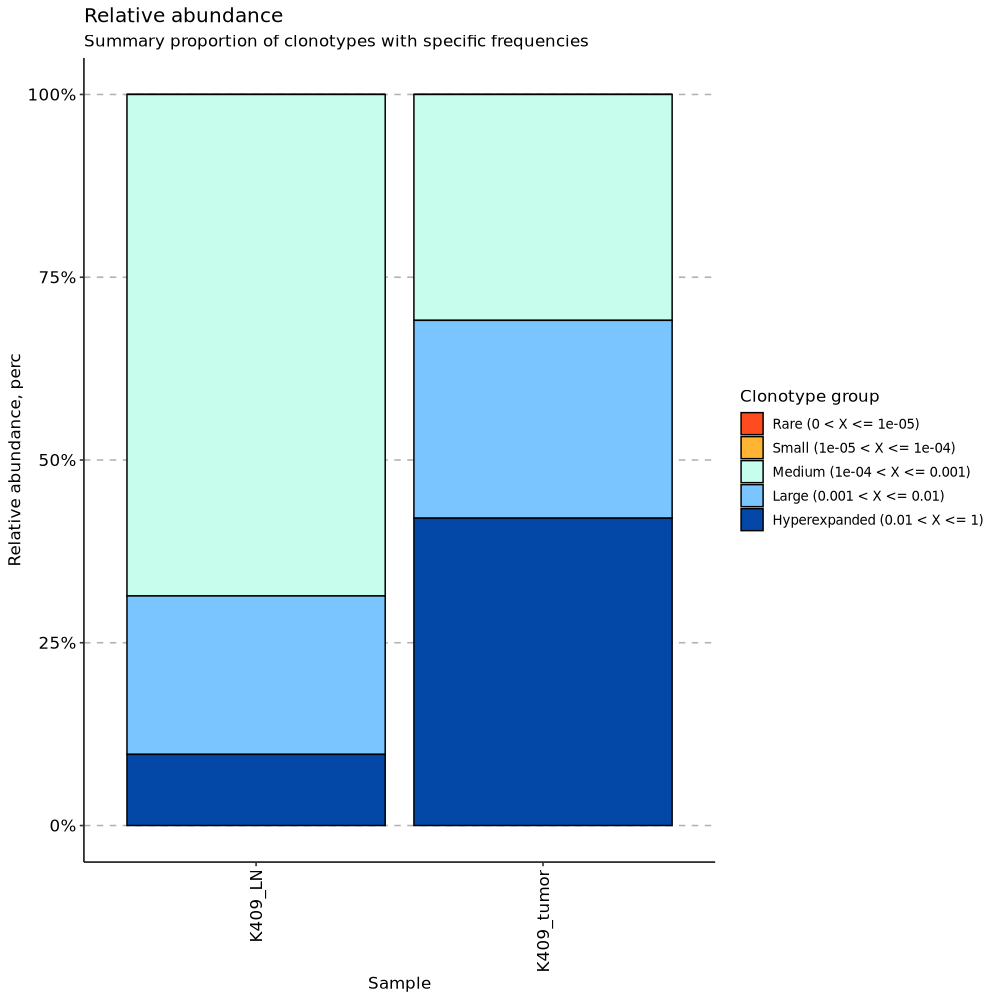 Relative abundance
Summary proportion of clonotypes with specific frequencies
100%
75%
50%
25%
0%
Relative abundance, perc
K409_LN
K409_tumor
Sample
Clonotype group
Rare (0 < X <= 1e-05)
Small (1e-05 < X <= 1e-04)
Medium (1e-04 < X <= 0.001)
Large (0.001 < X <= 0.01)
Hyperexpanded (0.01 < X <= 1)